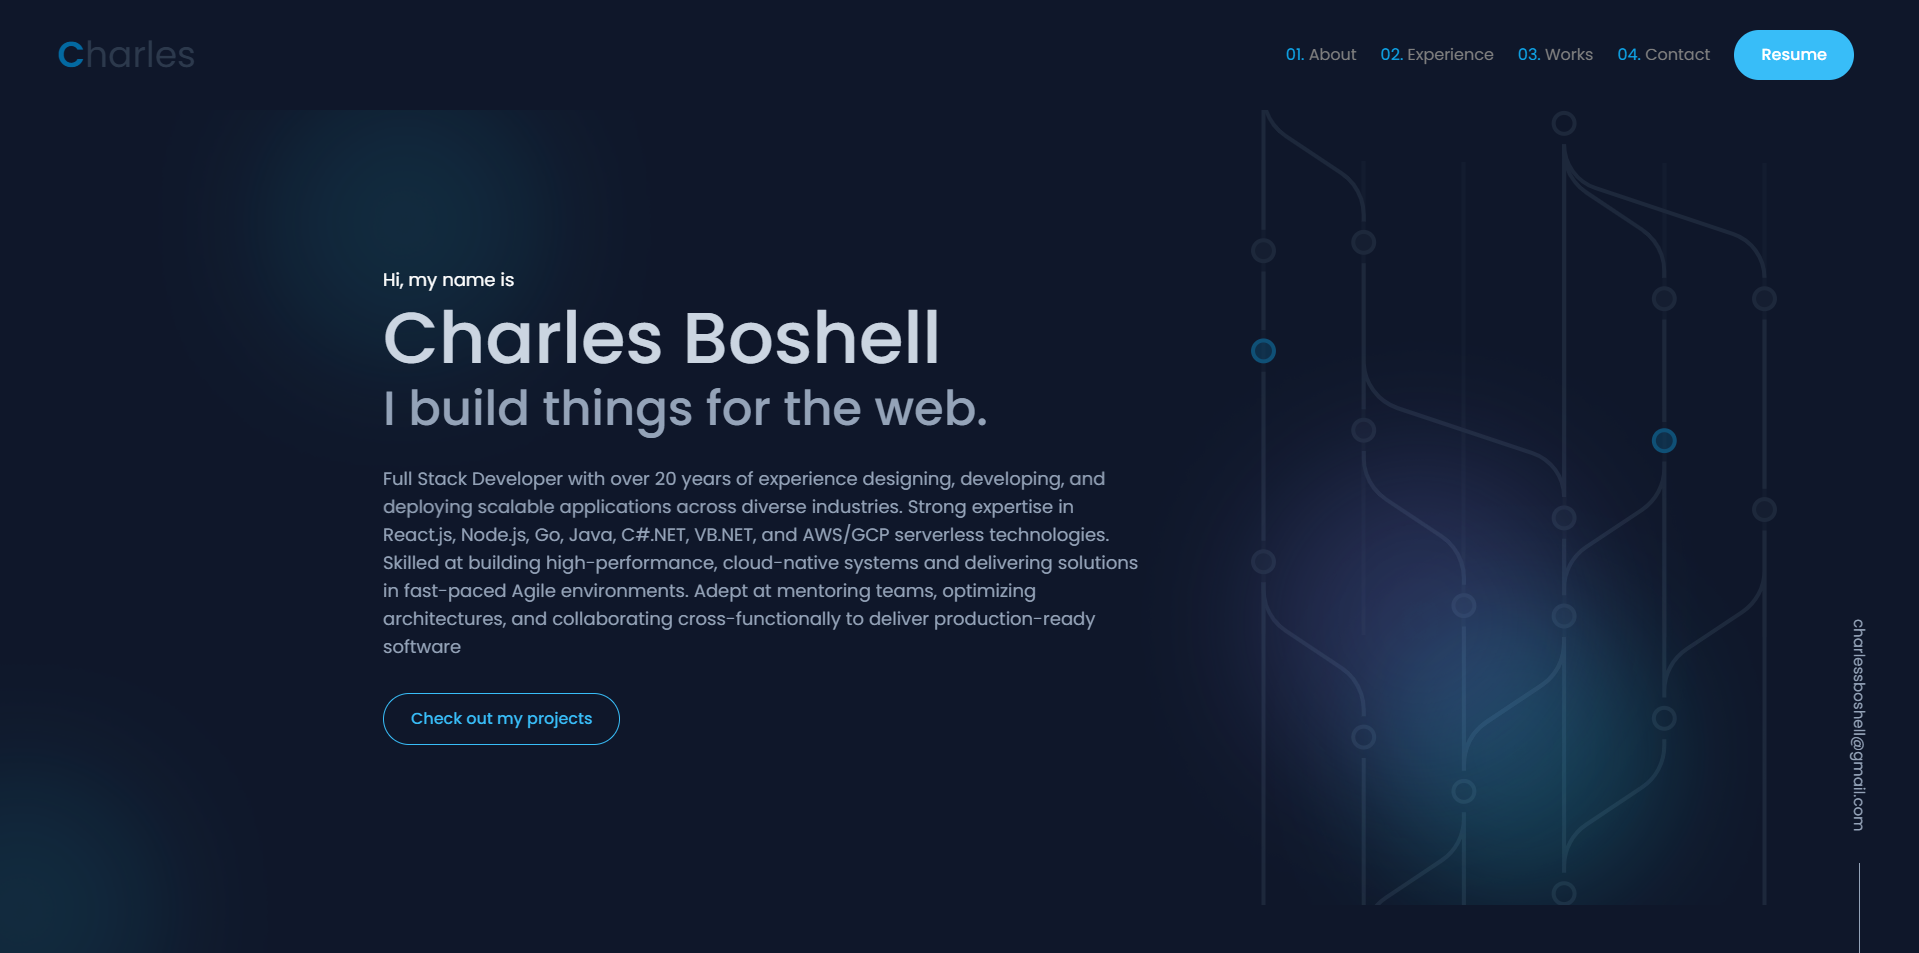 Charles
01. About 02. Experience 03. Works 04. Contact Resume
Hi, my name is
Charles Boshell
I build things for the web.
Full Stack Developer with over 20 years of experience designing, developing, and
deploying scalable applications across diverse industries. Strong expertise in
React.js, Node.js, Go, Java, C#.NET, VB.NET, and AWS/GCP serverless technologies.
Skilled at building high-performance, cloud-native systems and delivering solutions
in fast-paced Agile environments. Adept at mentoring teams, optimizing
architectures, and collaborating cross-functionally to deliver production-ready
software
Check out my projects
charlessboshell@gmail.com